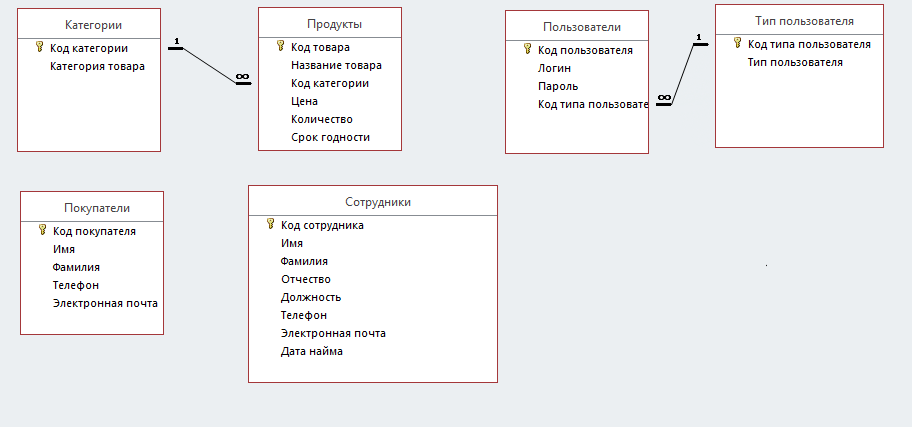 Категории
Код категории
Категория товара
1
∞
Продукты
Код товара
Название товара
Код категории
Цена
Количество
Срок годности
Пользователи
Код пользователя
Логин
Пароль
Код типа пользовате
∞
1
Тип пользователя
Код типа пользователя
Тип пользователя
Покупатели
Код покупателя
Имя
Фамилия
Телефон
Электронная почта
Сотрудники
Код сотрудника
Имя
Фамилия
Отчество
Должность
Телефон
Электронная почта
Дата найма